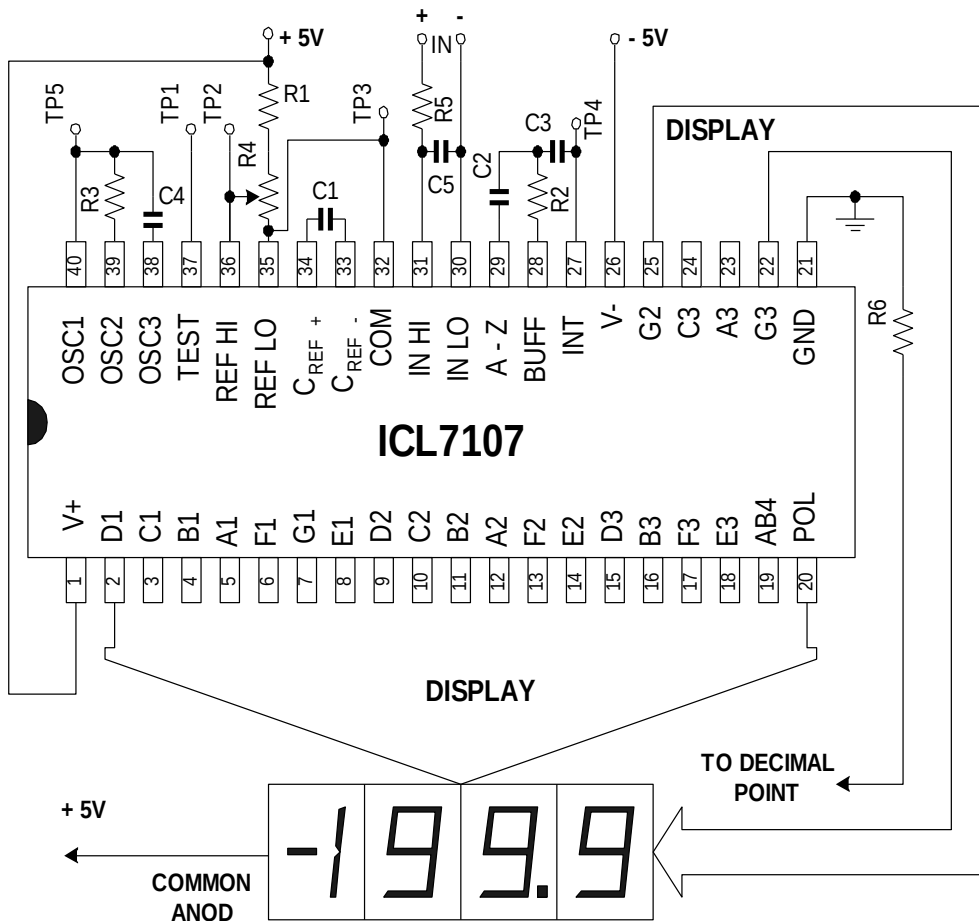 + -
+ 5V IN - 5V
TP5 TP1 TP2 R1 TP3 R5 C3 TP4 DISPLAY
R3 C4 R4 C1 C5 C2 R2
40 39 38 37 36 35 34 33 32 31 30 29 28 27 26 25 24 23 22 21
R6
OSC1 OSC2 OSC3 TEST REF HI REF LO CREF + CREF - COM IN HI IN LO A - Z BUFF INT V- G2 C3 A3 G3 GND
ICL7107
V+ D1 C1 B1 A1 F1 G1 E1 D2 C2 B2 A2 F2 E2 D3 B3 F3 E3 AB4 POL
1 2 3 4 5 6 7 8 9 10 11 12 13 14 15 16 17 18 19 20
DISPLAY
TO DECIMAL
POINT
+ 5V
-199.9
COMMON
ANOD